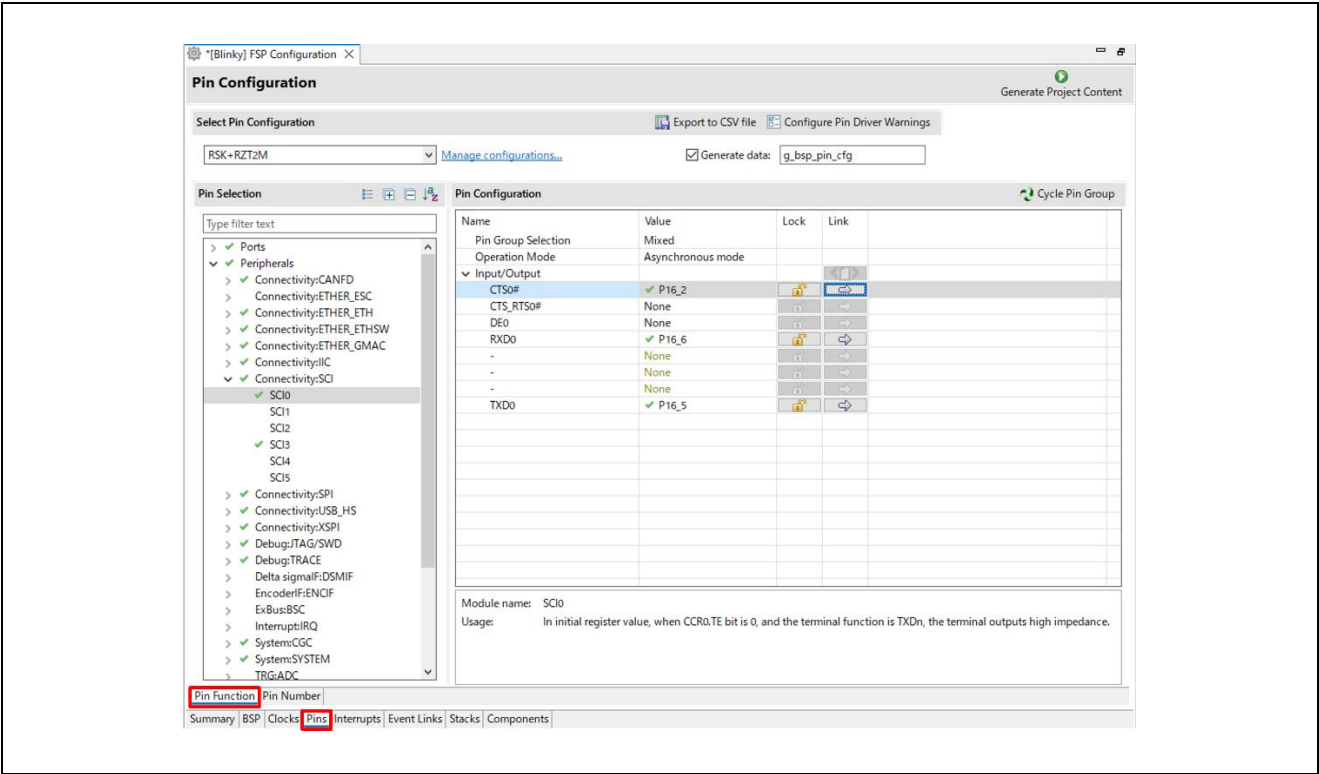 *[Blinky] FSP Configuration
Pin Configuration
Generate Project Content
Select Pin Configuration
Export to CSV file
Configure Pin Driver Warnings
RSK+RZT2M
Manage configurations...
Generate data:
g_bsp_pin_cfg
Pin Selection
Type filter text
Ports
Peripherals
Connectivity:CANFD
Connectivity:ETHER_ESC
Connectivity:ETHER_ETH
Connectivity:ETHER_ETHSW
Connectivity:ETHER_GMAC
Connectivity:IIC
Connectivity:SCI
SCI0
SCI1
SCI2
SCI3
SCI4
SCI5
Connectivity:SPI
Connectivity:USB_HS
Connectivity:XSPI
Debug:JTAG/SWD
Debug:TRACE
Delta sigmaIF:DSMIF
EncoderIF:ENCIF
ExBus:BSC
Interrupt:IRQ
System:CGC
System:SYSTEM
TRG:ADC
Pin Configuration
Cycle Pin Group
Name Value Lock Link
Pin Group Selection Mixed
Operation Mode Asynchronous mode
Input/Output
CTS0# P16_2
CTS_RTS0# None
DE0 None
RXD0 P16_6
- None
- None
- None
TXD0 P16_5
Module name: SCI0
Usage: In initial register value, when CCR0.TE bit is 0, and the terminal function is TXDn, the terminal outputs high impedance.
Pin Function Pin Number
Summary BSP Clocks Pins Interrupts Event Links Stacks Components